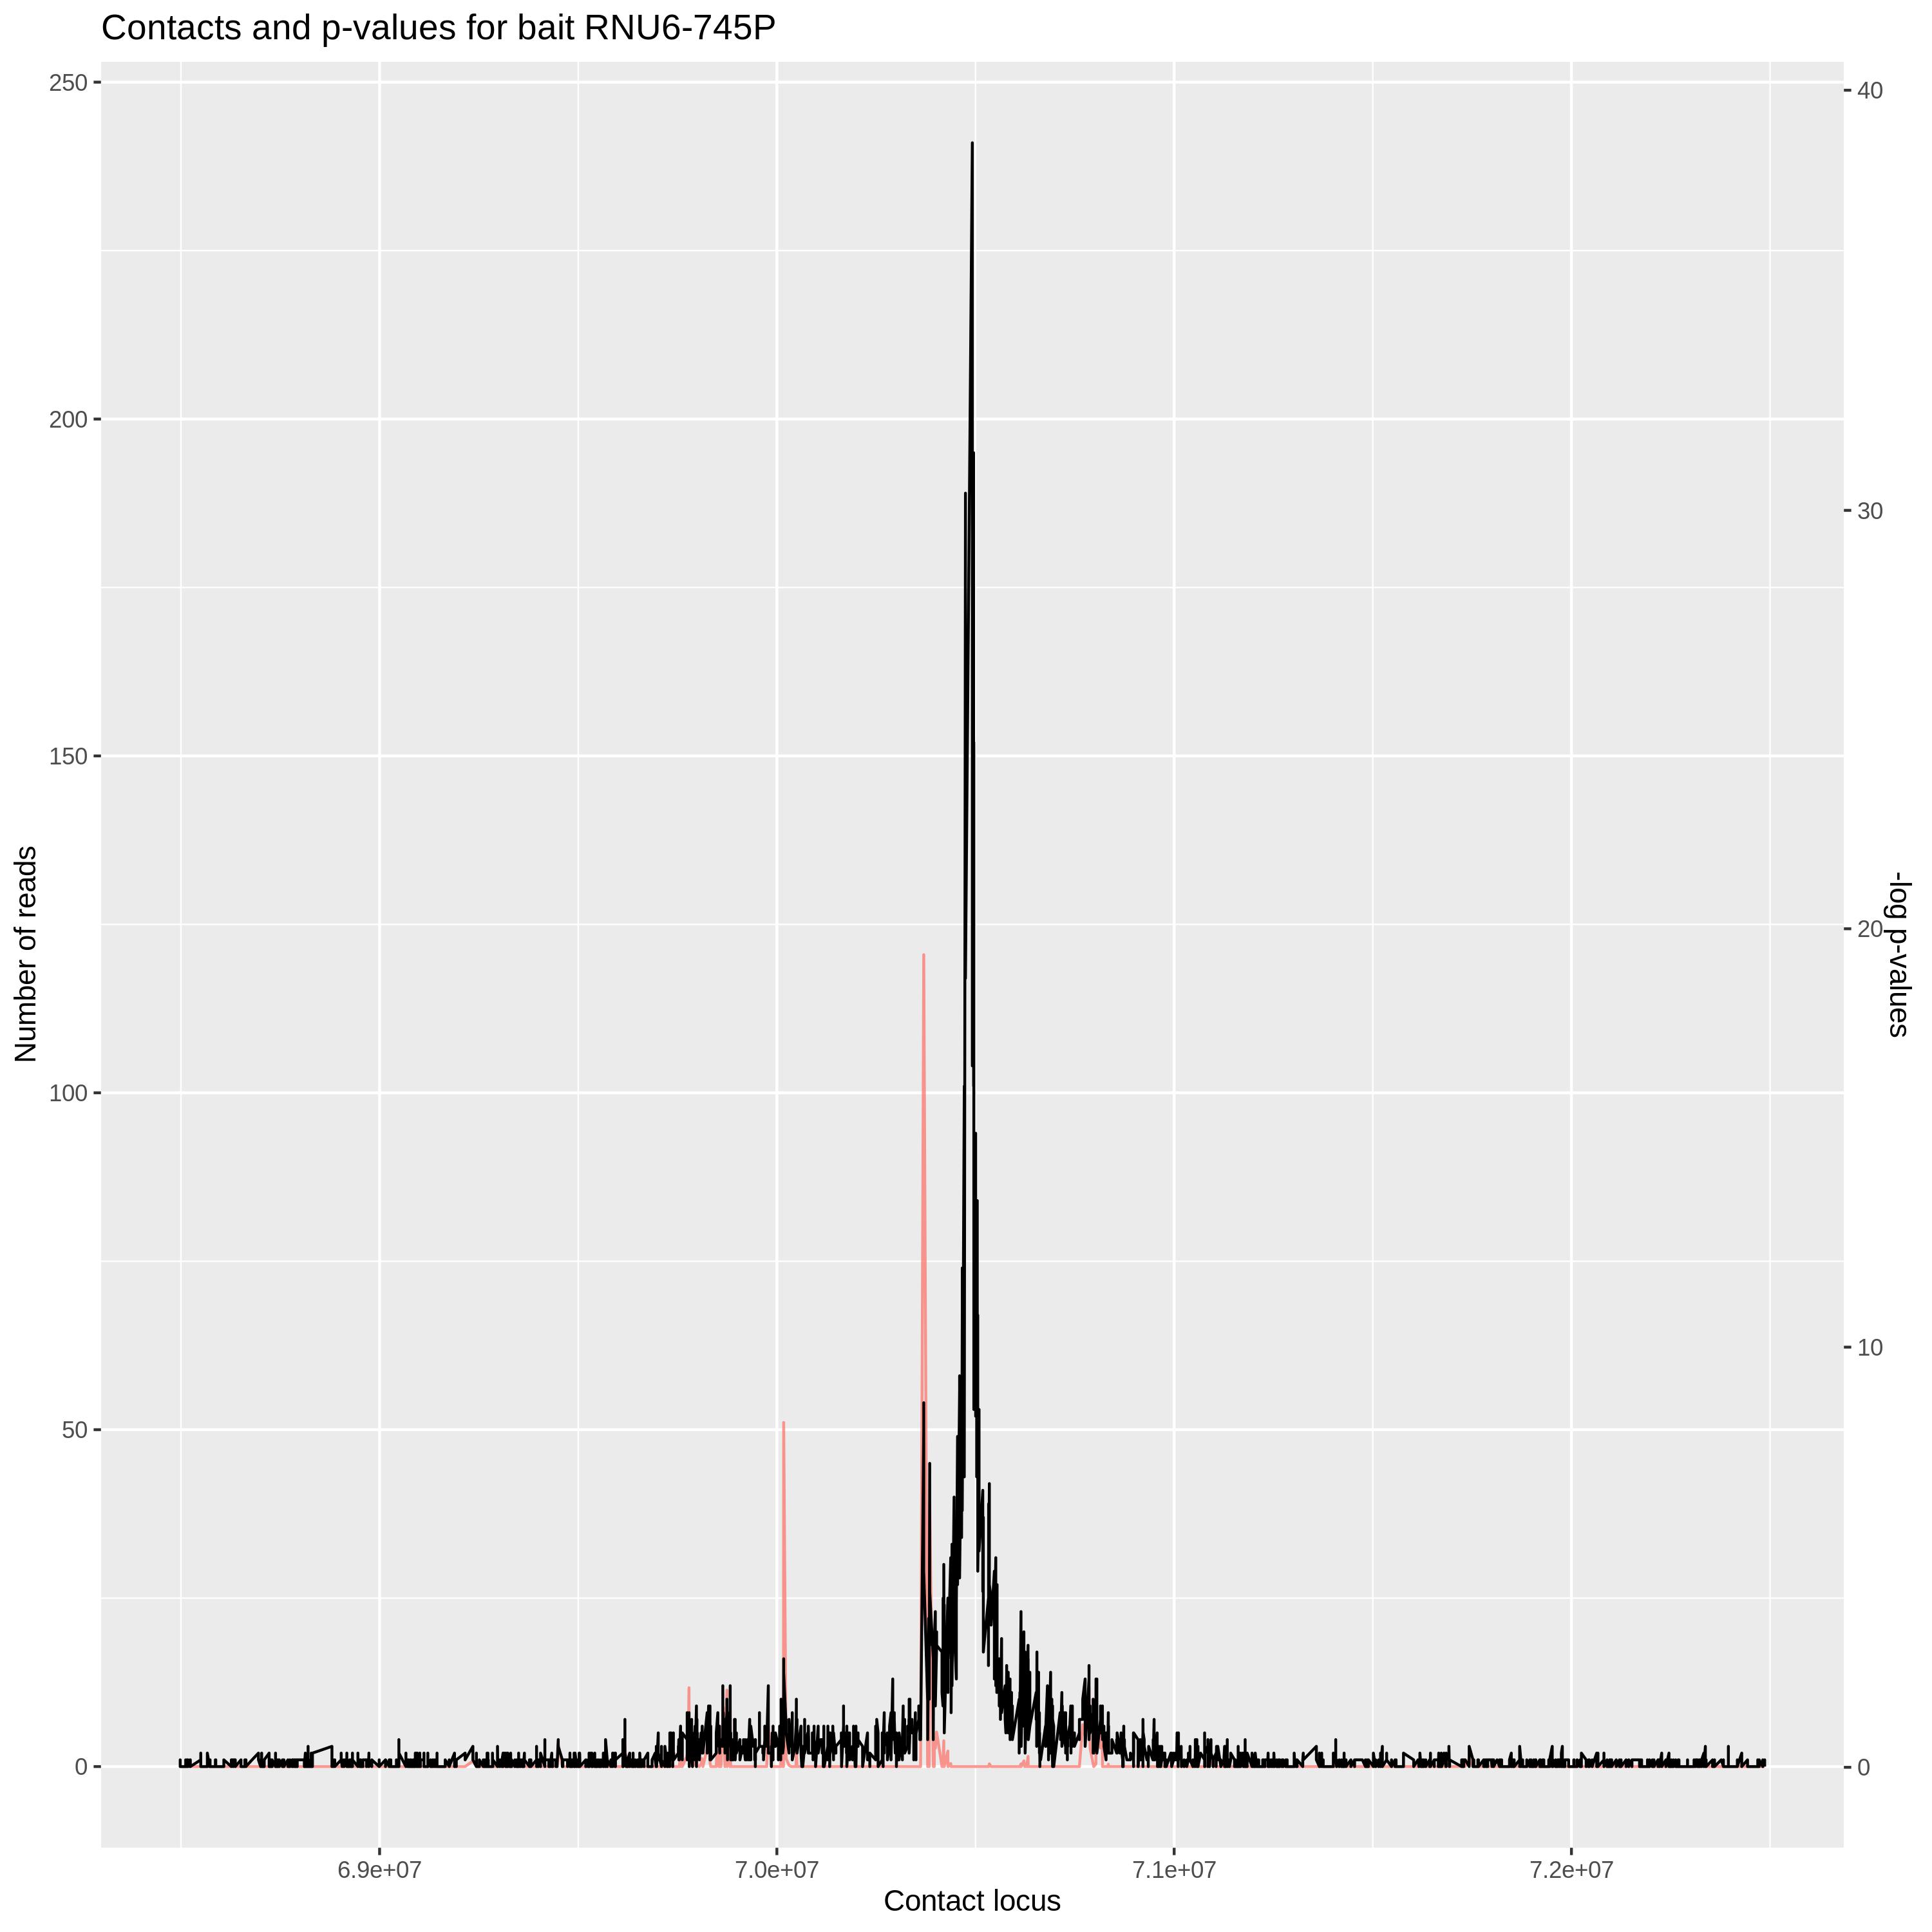 Contacts and p-values for bait RNU6-745P
250
200
150
100
50
0
Number of reads
40
30
20
10
0
-log p-values
6.9e+07
7.0e+07
7.1e+07
7.2e+07
Contact locus